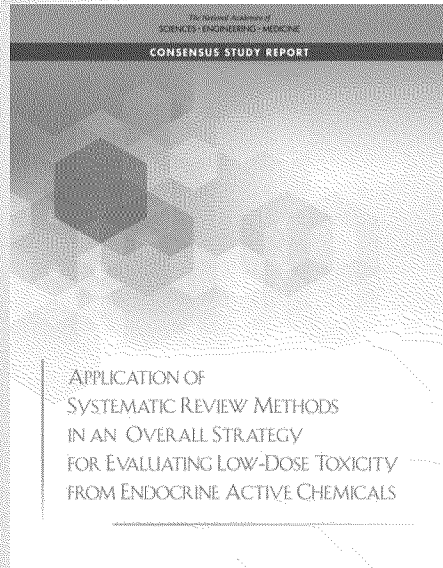 The National Academies of
SCIENCES • ENGINEERING • MEDICINE
CONSENSUS STUDY REPORT
APPLICATION OF
SYSTEMATIC REVIEW METHODS
IN AN OVERALL STRATEGY
FOR EVALUATING LOW-DOSE TOXICITY
FROM ENDOCRINE ACTIVE CHEMICALS